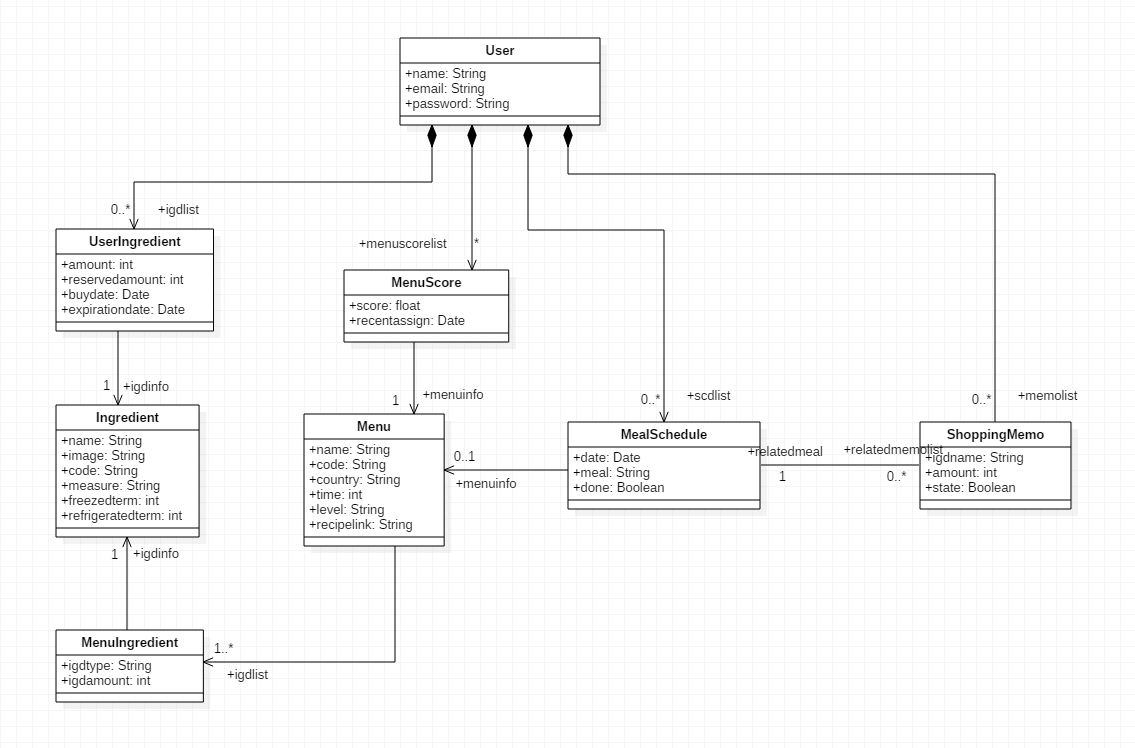 User
+name: String
+email: String
+password: String
0..*
+igdlist
+menuscorelist
*
UserIngredient
+amount: int
+reservedamount: int
+buydate: Date
+expirationdate: Date
MenuScore
+score: float
+recentassign: Date
1
+igdinfo
1
+menuinfo
0..*
+scdlist
0..*
+memolist
Ingredient
+name: String
+image: String
+code: String
+measure: String
+freezedterm: int
+refrigeratedterm: int
Menu
+name: String
+code: String
+country: String
+time: int
+level: String
+recipelink: String
0..1
+menuinfo
MealSchedule
+date: Date
+meal: String
+done: Boolean
+relatedmeal
1
+relatedmemolist
0..*
ShoppingMemo
+igdname: String
+amount: int
+state: Boolean
1
+igdinfo
MenuIngredient
+igdtype: String
+igdamount: int
1..*
+igdlist